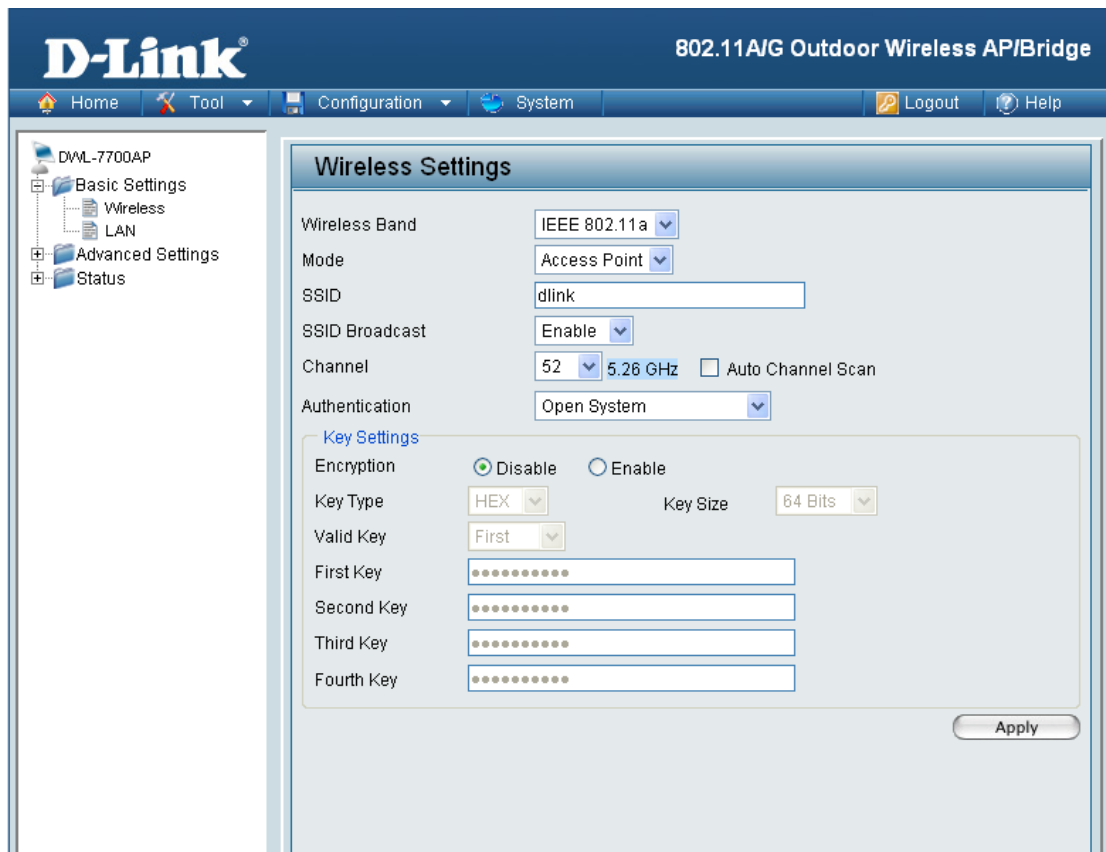 D-Link®
802.11A/G Outdoor Wireless AP/Bridge
Home Tool Configuration System Logout Help
DWL-7700AP
Basic Settings
Wireless
LAN
Advanced Settings
Status
Wireless Settings
Wireless Band IEEE 802.11a
Mode Access Point
SSID dlink
SSID Broadcast Enable
Channel 52 5.26 GHz Auto Channel Scan
Authentication Open System
Key Settings
Encryption Disable Enable
Key Type HEX Key Size 64 Bits
Valid Key First
First Key ●●●●●●●●●●
Second Key ●●●●●●●●●●
Third Key ●●●●●●●●●●
Fourth Key ●●●●●●●●●●
Apply